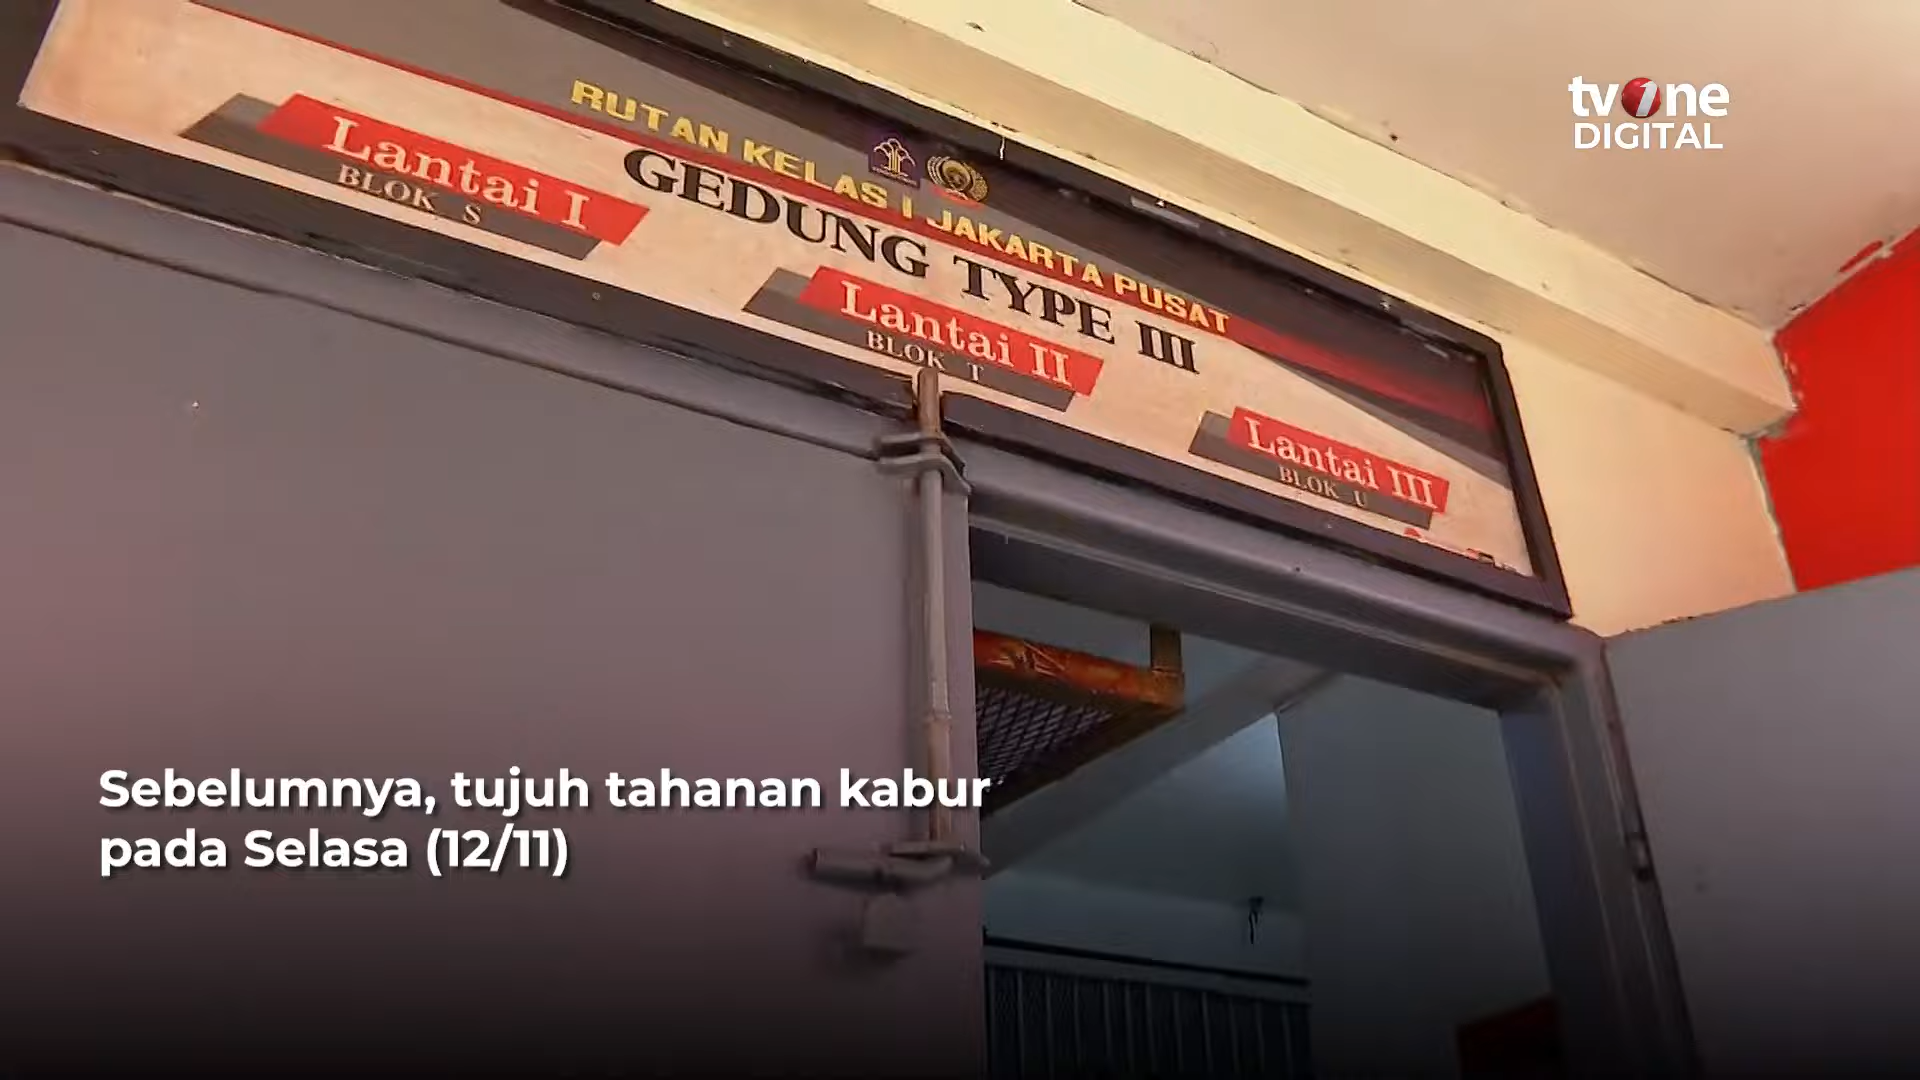 tvOne
DIGITAL
RUTAN KELAS I JAKARTA PUSAT
GEDUNG TYPE III
Lantai I
BLOK S
Lantai II
BLOK T
Lantai III
BLOK U
Sebelumnya, tujuh tahanan kabur
pada Selasa (12/11)